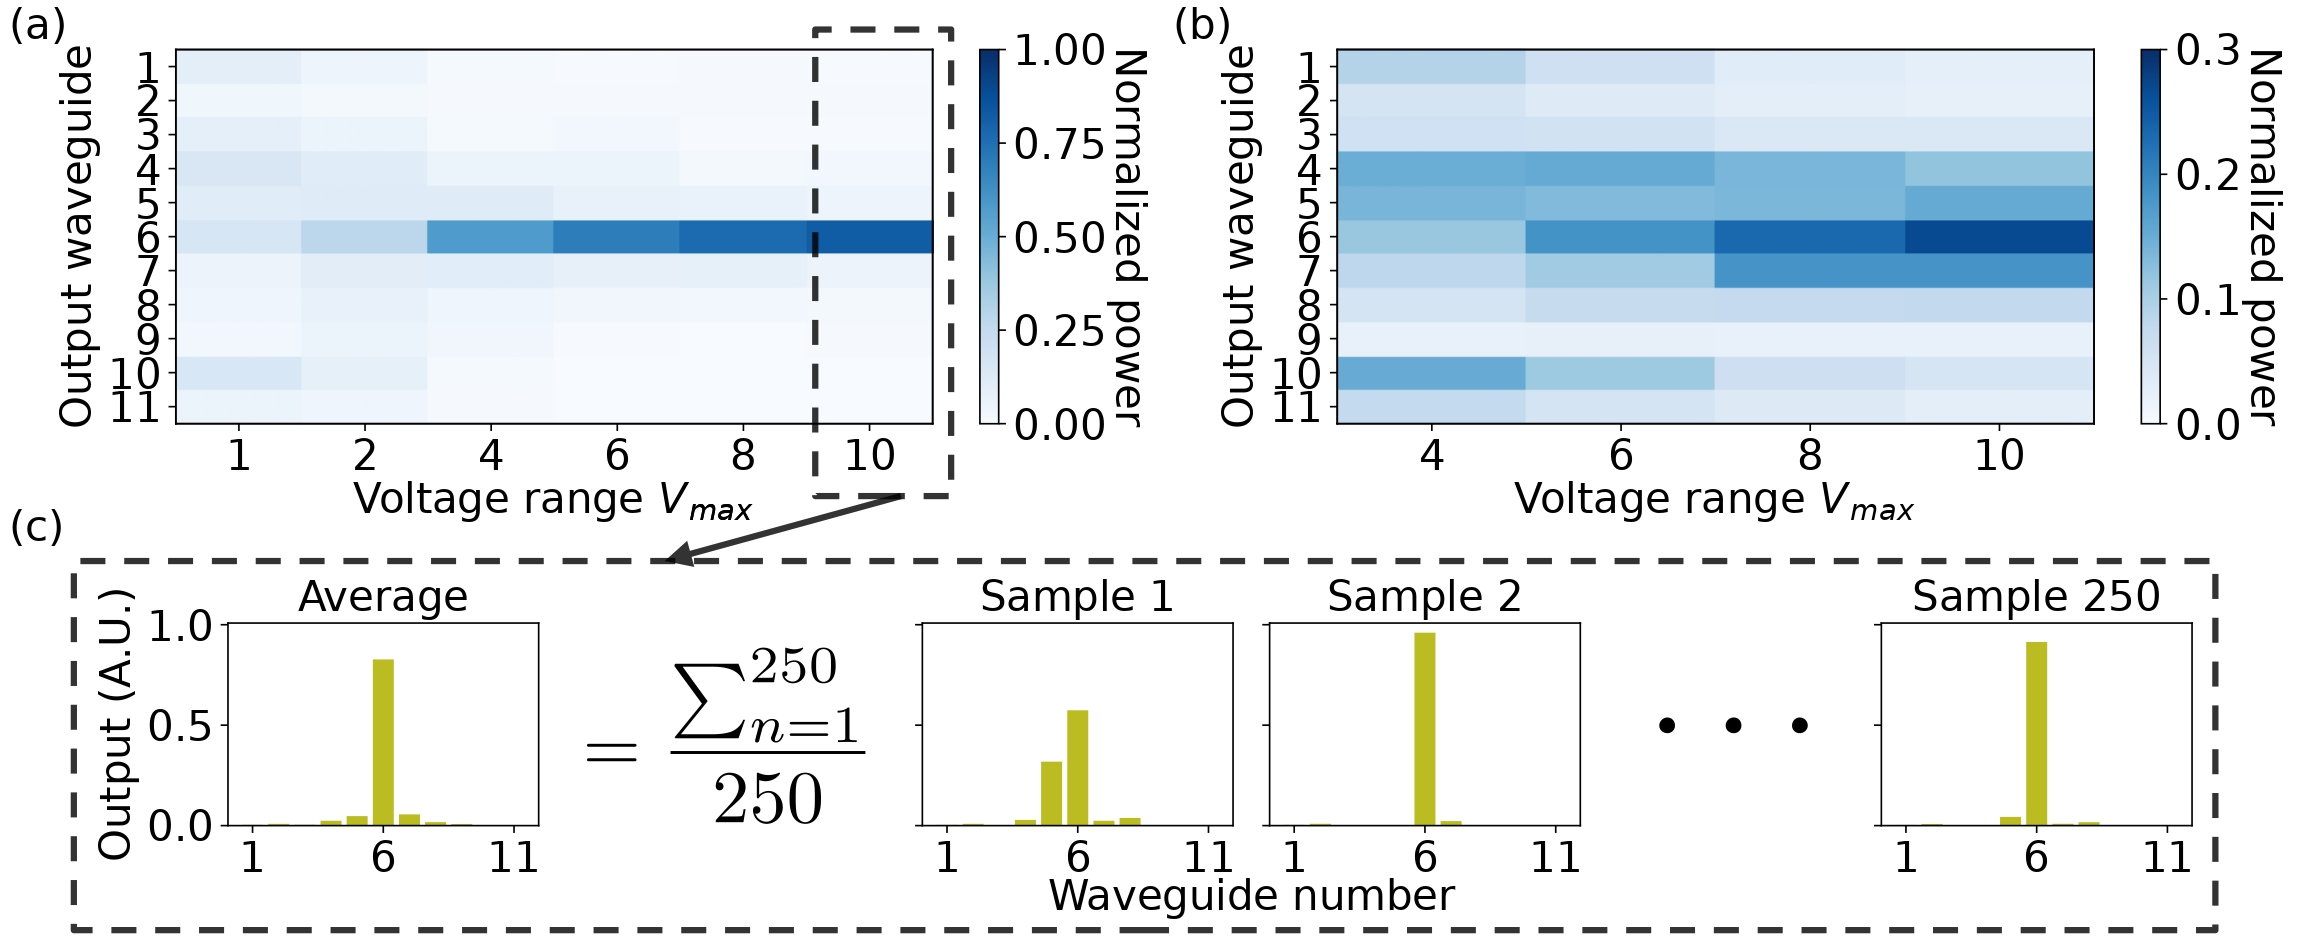 (a)
Output waveguide
1
2
3
4
5
6
7
8
9
10
11
1 2 4 6 8 10
Voltage range V_max
1.00
0.75
0.50
0.25
0.00
Normalized power
(b)
Output waveguide
1
2
3
4
5
6
7
8
9
10
11
4 6 8 10
Voltage range V_max
0.3
0.2
0.1
0.0
Normalized power
(c)
Output (A.U.)
Average
1.0
0.5
0.0
1 6 11
= ∑_{n=1}^{250}
250
Sample 1
1 6 11
Sample 2
1 6 11
• • •
Sample 250
1 6 11
Waveguide number